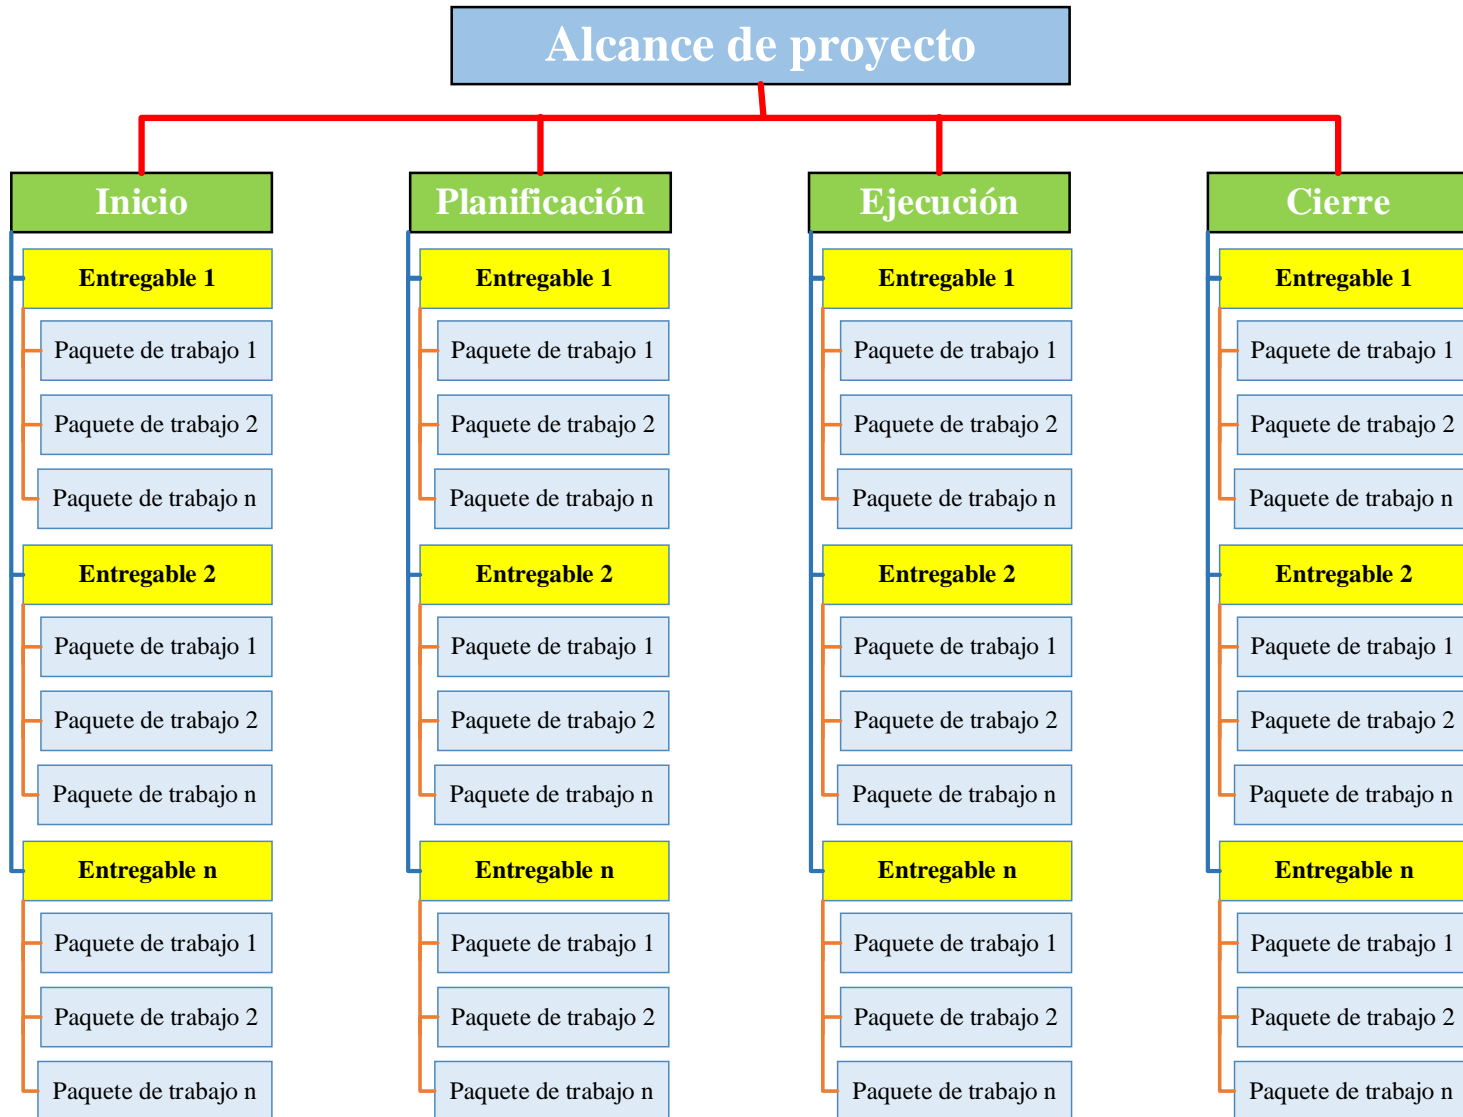 Alcance de proyecto
Inicio
Entregable 1
Paquete de trabajo 1
Paquete de trabajo 2
Paquete de trabajo n
Entregable 2
Paquete de trabajo 1
Paquete de trabajo 2
Paquete de trabajo n
Entregable n
Paquete de trabajo 1
Paquete de trabajo 2
Paquete de trabajo n
Planificación
Entregable 1
Paquete de trabajo 1
Paquete de trabajo 2
Paquete de trabajo n
Entregable 2
Paquete de trabajo 1
Paquete de trabajo 2
Paquete de trabajo n
Entregable n
Paquete de trabajo 1
Paquete de trabajo 2
Paquete de trabajo n
Ejecución
Entregable 1
Paquete de trabajo 1
Paquete de trabajo 2
Paquete de trabajo n
Entregable 2
Paquete de trabajo 1
Paquete de trabajo 2
Paquete de trabajo n
Entregable n
Paquete de trabajo 1
Paquete de trabajo 2
Paquete de trabajo n
Cierre
Entregable 1
Paquete de trabajo 1
Paquete de trabajo 2
Paquete de trabajo n
Entregable 2
Paquete de trabajo 1
Paquete de trabajo 2
Paquete de trabajo n
Entregable n
Paquete de trabajo 1
Paquete de trabajo 2
Paquete de trabajo n